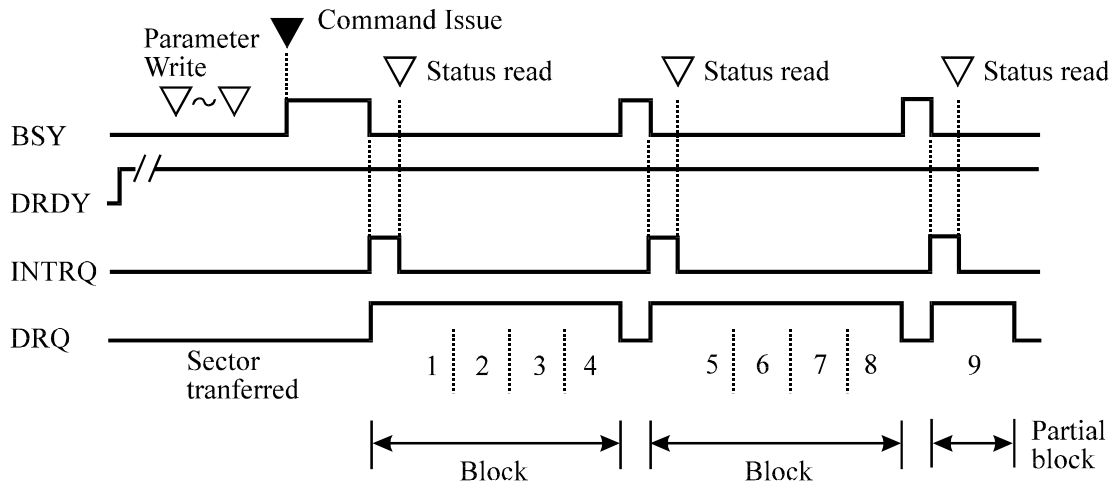 Command Issue
Parameter
Write
Status read
Status read
Status read
BSY
DRDY
INTRQ
DRQ
Sector
tranferred
1 2 3 4 5 6 7 8 9
Block
Block
Partial
block